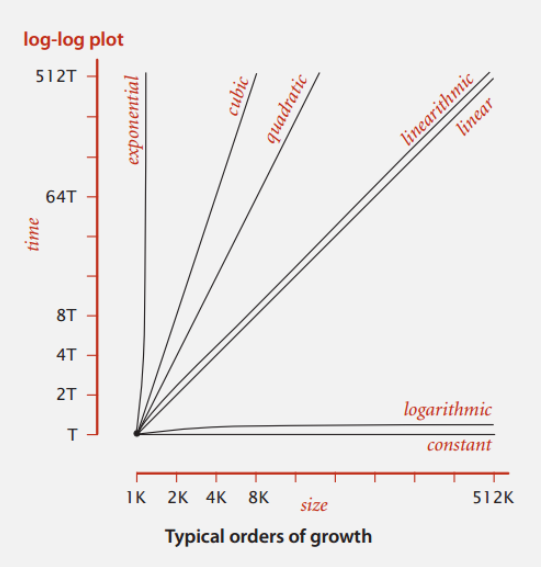 log-log plot
512T
64T
8T
4T
2T
T
time
exponential
cubic
quadratic
linearithmic
linear
logarithmic
constant
1K 2K 4K 8K 512K
size
Typical orders of growth